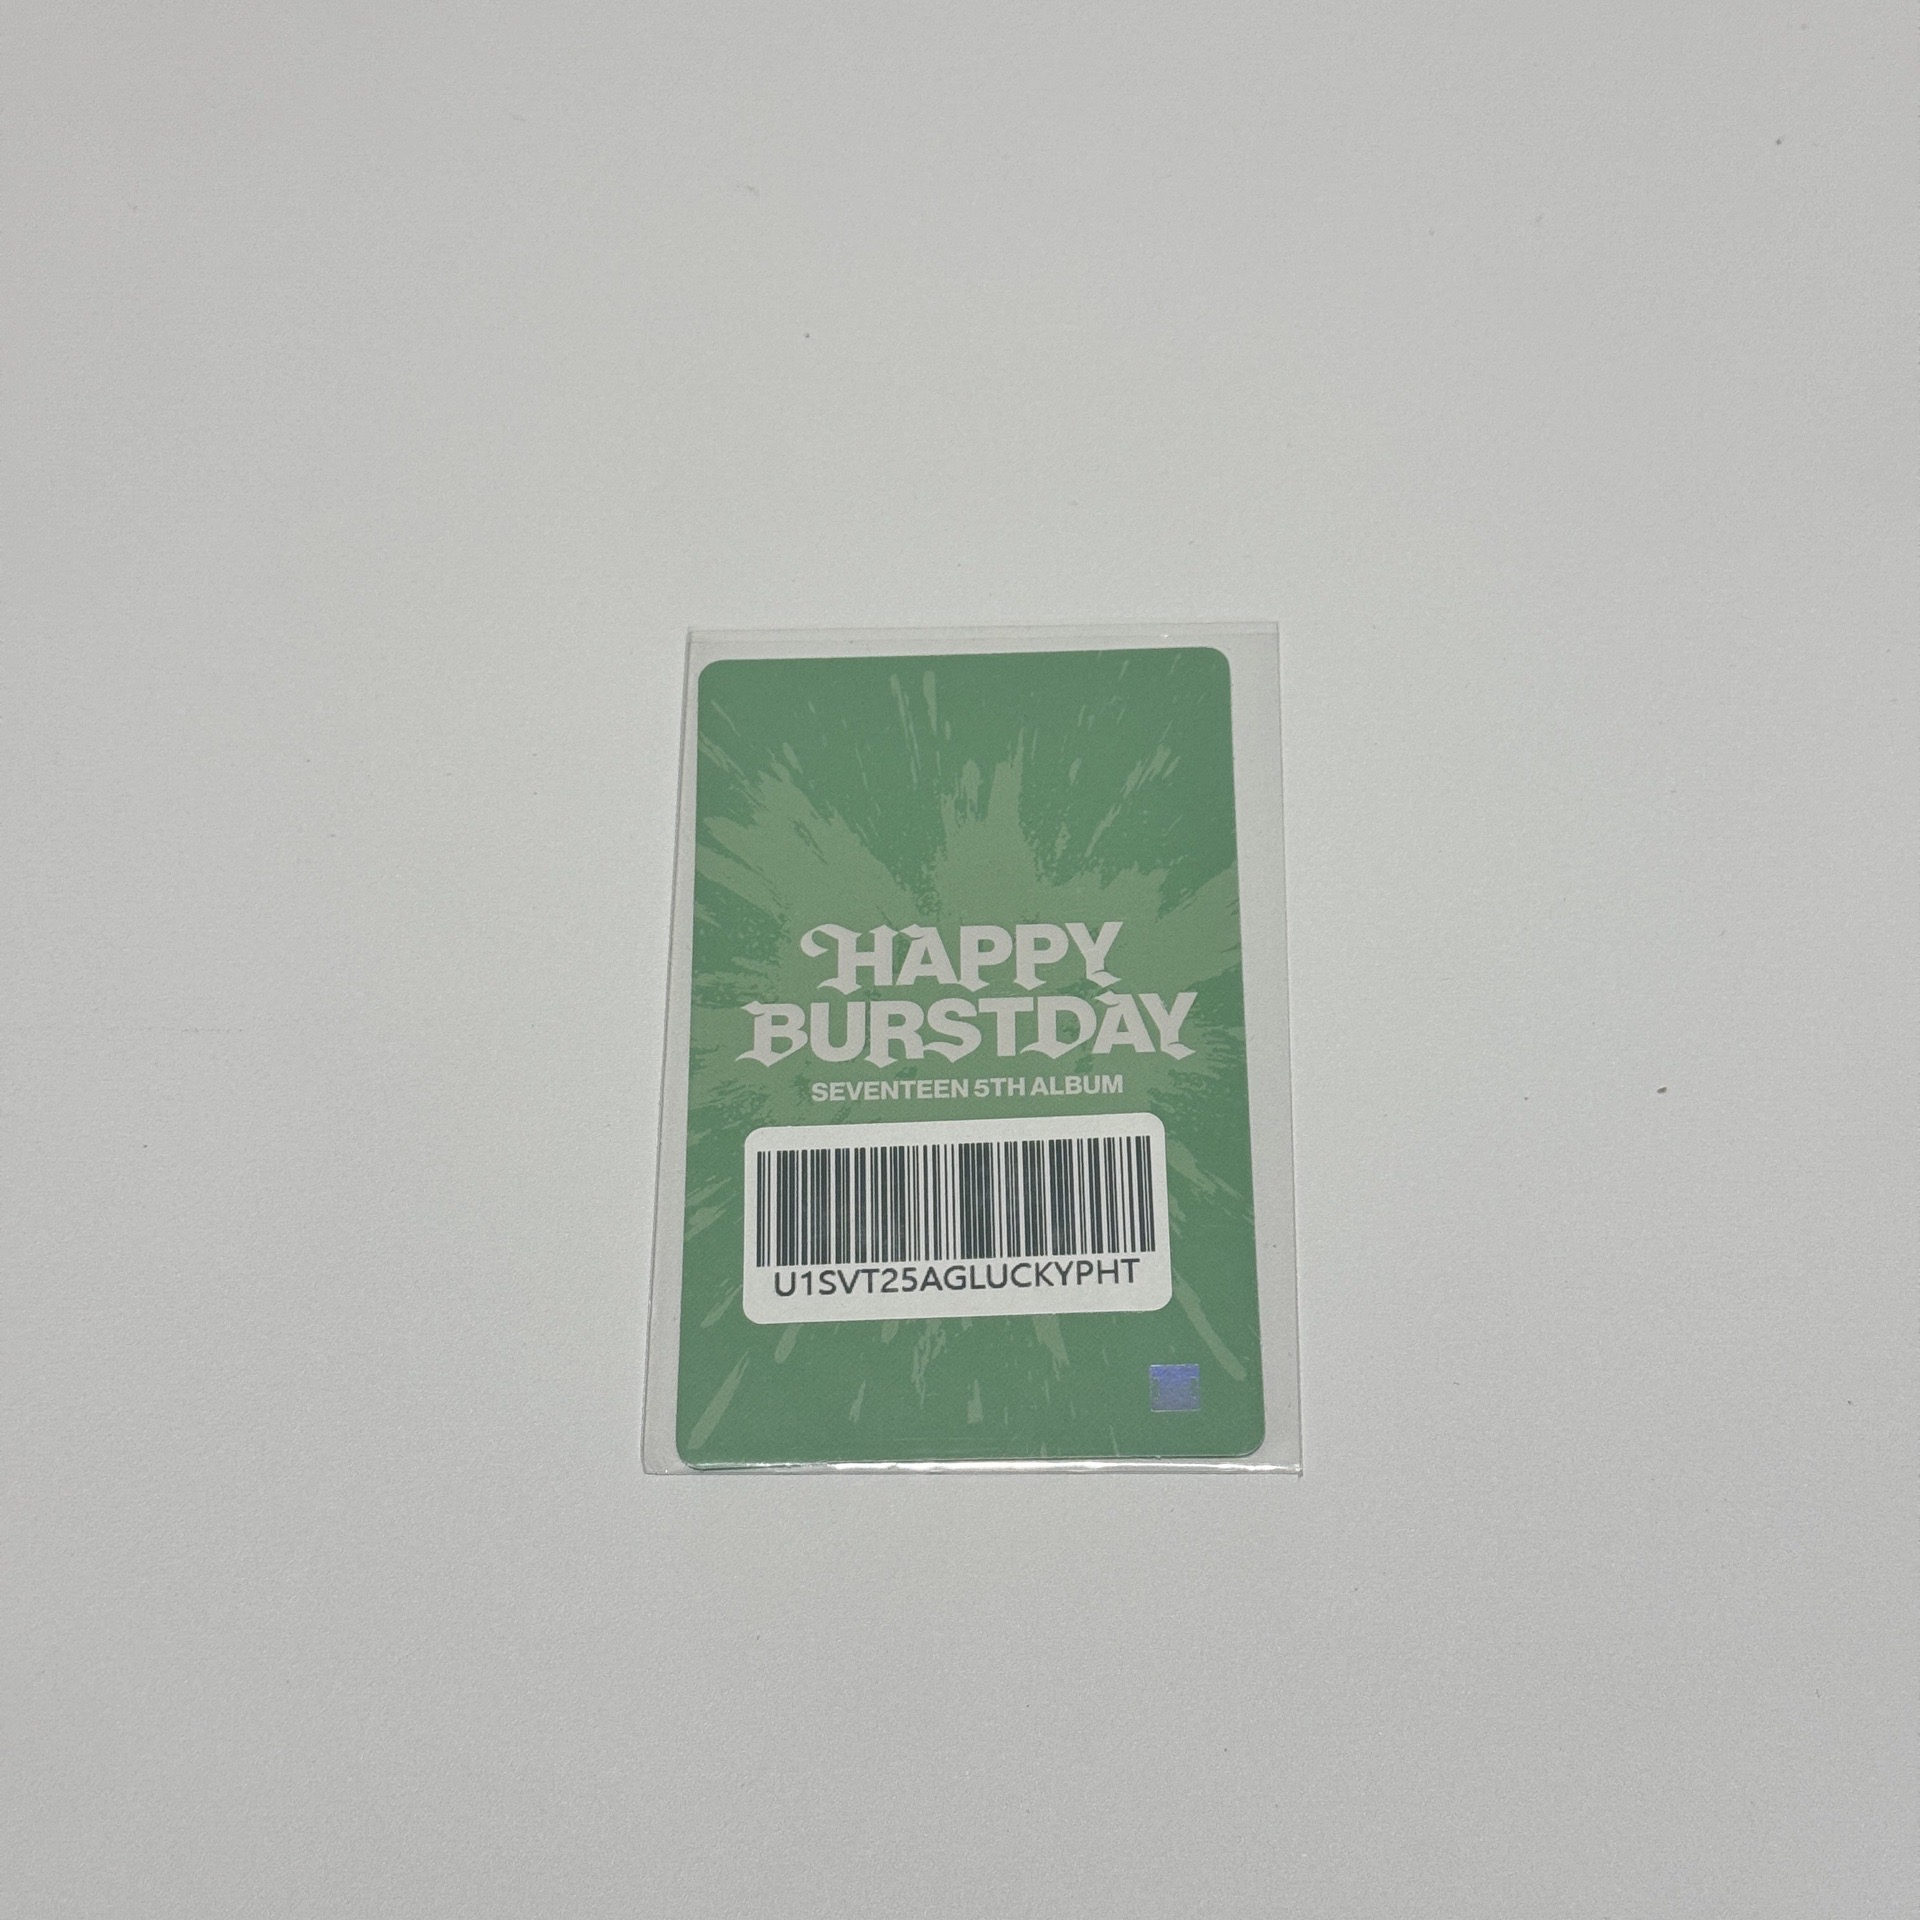 HAPPY
BURSTDAY
SEVENTEEN 5TH ALBUM
U1SVT25AGLUCKYPHT